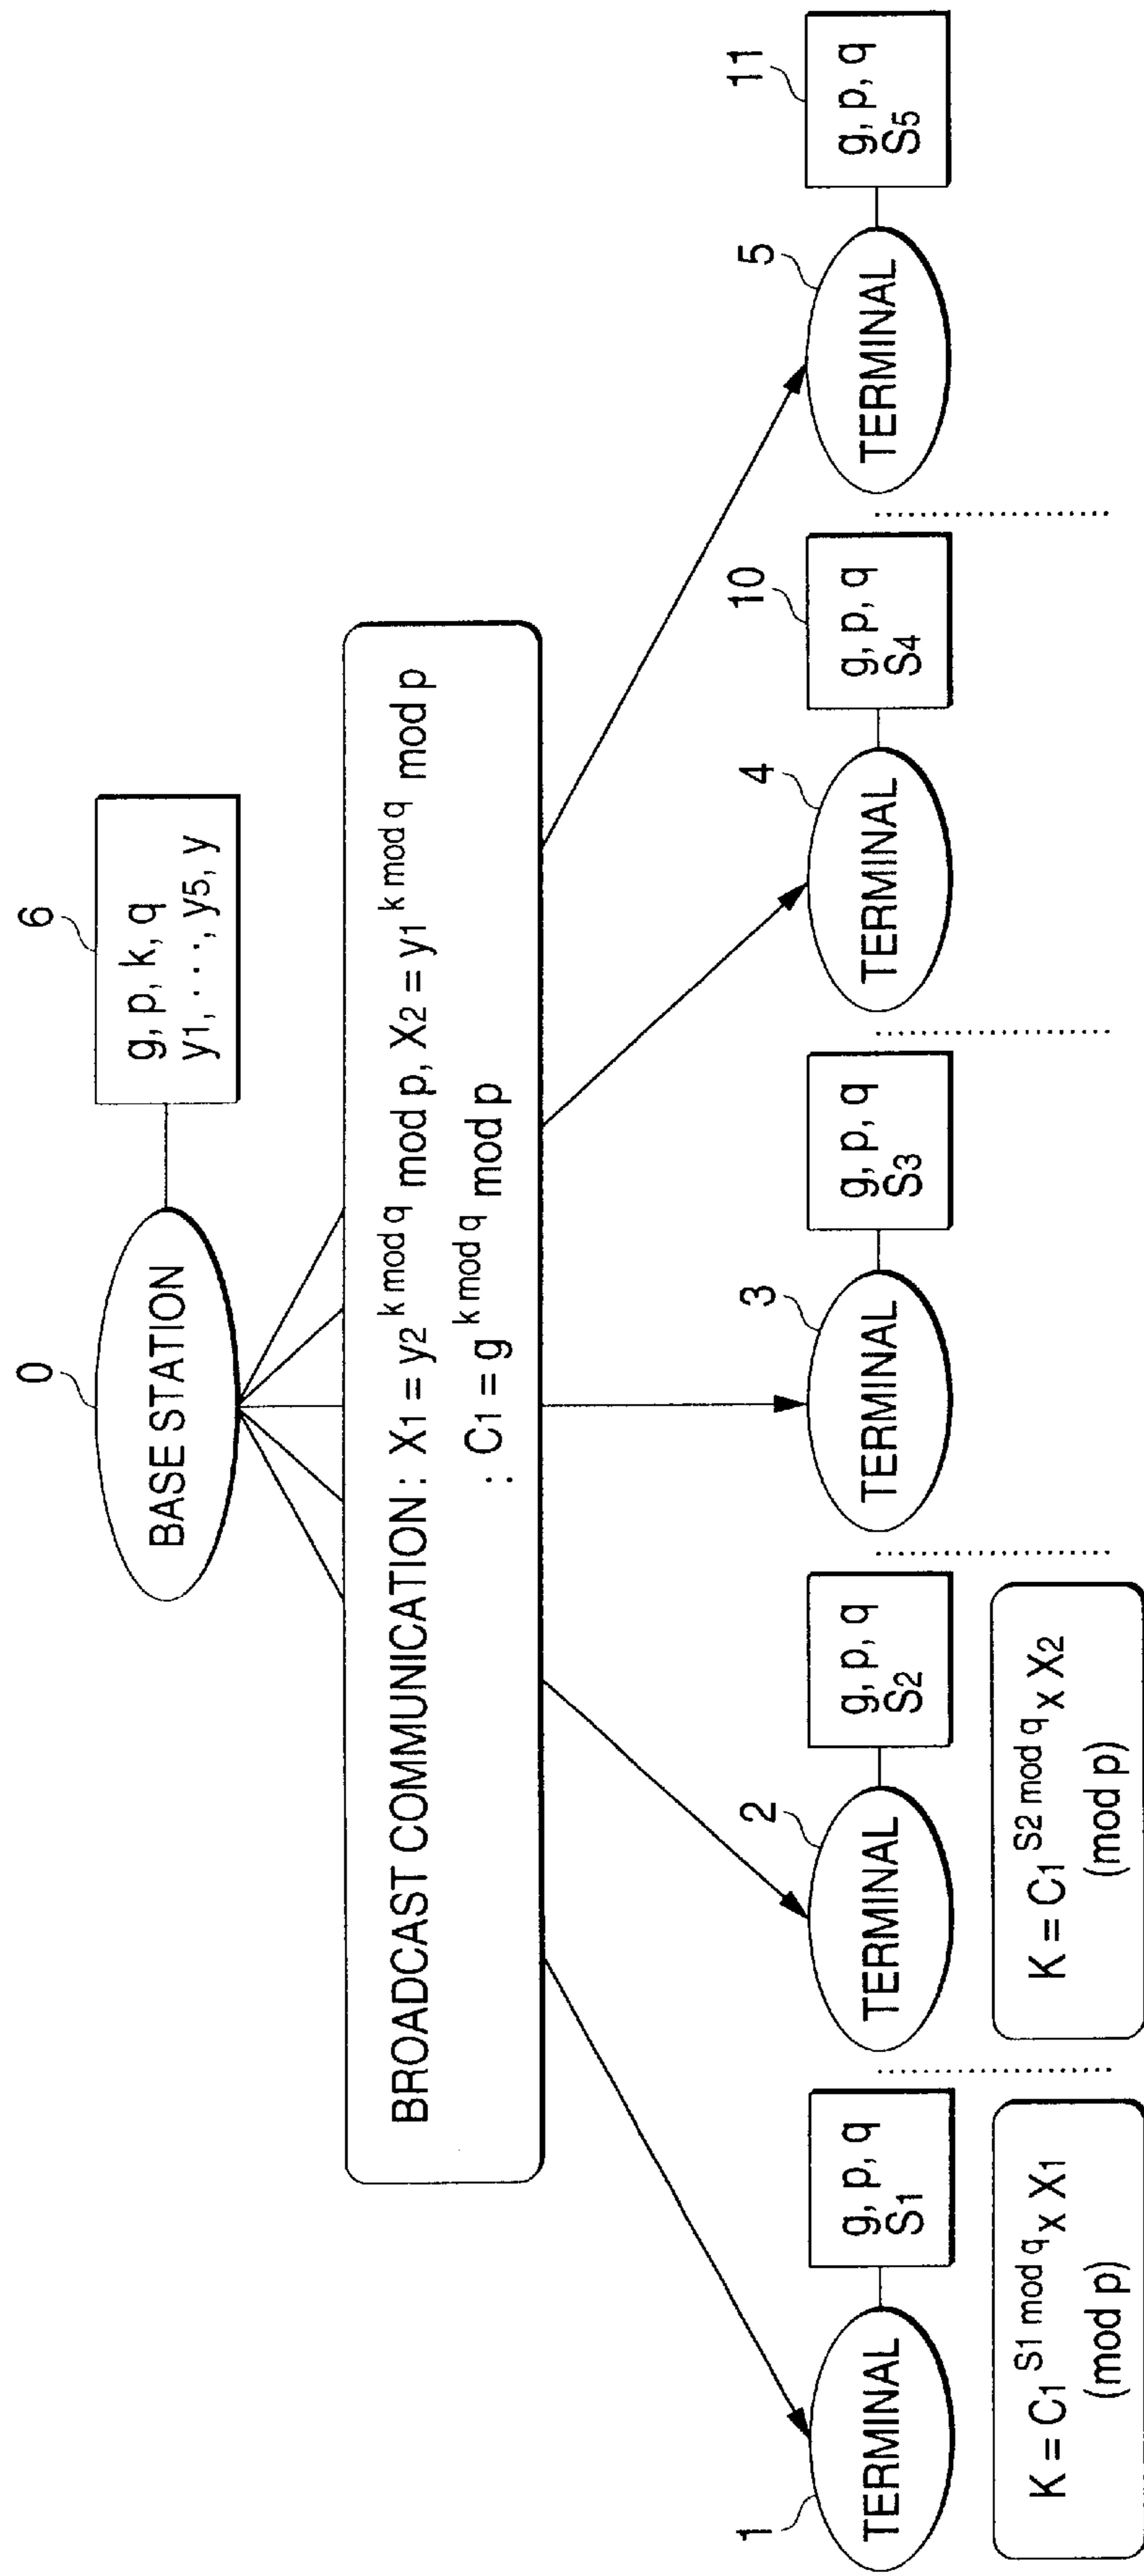 0
BASE STATION
6
g, p, k, q
y1, ···, y5, y
BROADCAST COMMUNICATION : X1 = y2^k mod q mod p, X2 = y1^k mod q mod p
: C1 = g^k mod q mod p
1
TERMINAL
g, p, q
S1
K = C1^S1 mod q x X1
(mod p)
2
TERMINAL
g, p, q
S2
K = C1^S2 mod q x X2
(mod p)
3
TERMINAL
g, p, q
S3
4
TERMINAL
10
g, p, q
S4
5
TERMINAL
11
g, p, q
S5